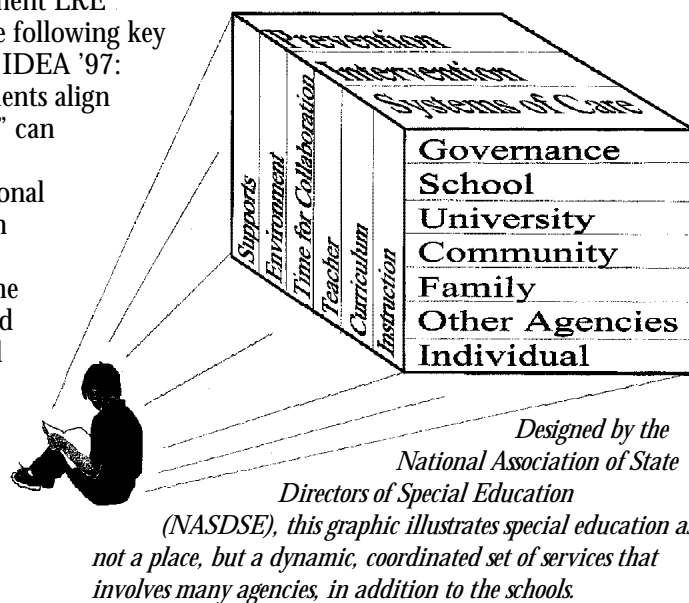 ment LRE
e following key
IDEA '97:
ents align
” can
onal
n
ne
d
l
Prevention
Intervention
Systems of Care
Supports
Environment
Time for Collaboration
Teacher
Curriculum
Instruction
Governance
School
University
Community
Family
Other Agencies
Individual
Designed by the
National Association of State
Directors of Special Education
(NASDSE), this graphic illustrates special education as
not a place, but a dynamic, coordinated set of services that
involves many agencies, in addition to the schools.